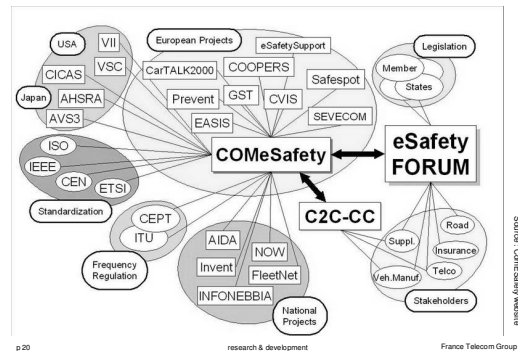 USA
VII
VSC
CICAS
Japan
AHSRA
AVS3
European Projects
eSafetySupport
CarTALK2000
COOPERS
Safespot
Prevent
GST
CVIS
EASIS
SEVECOM
Legislation
Member
States
ISO
IEEE
CEN
ETSI
Standardization
COMeSafety
eSafety
FORUM
C2C-CC
CEPT
ITU
Frequency
Regulation
AIDA
NOW
Invent
FleetNet
INFONEBBIA
National
Projects
Road
Suppl.
Insurance
Telco
Veh.Manuf.
Stakeholders
Source : COMeSafety website
p 20
research & development
France Telecom Group